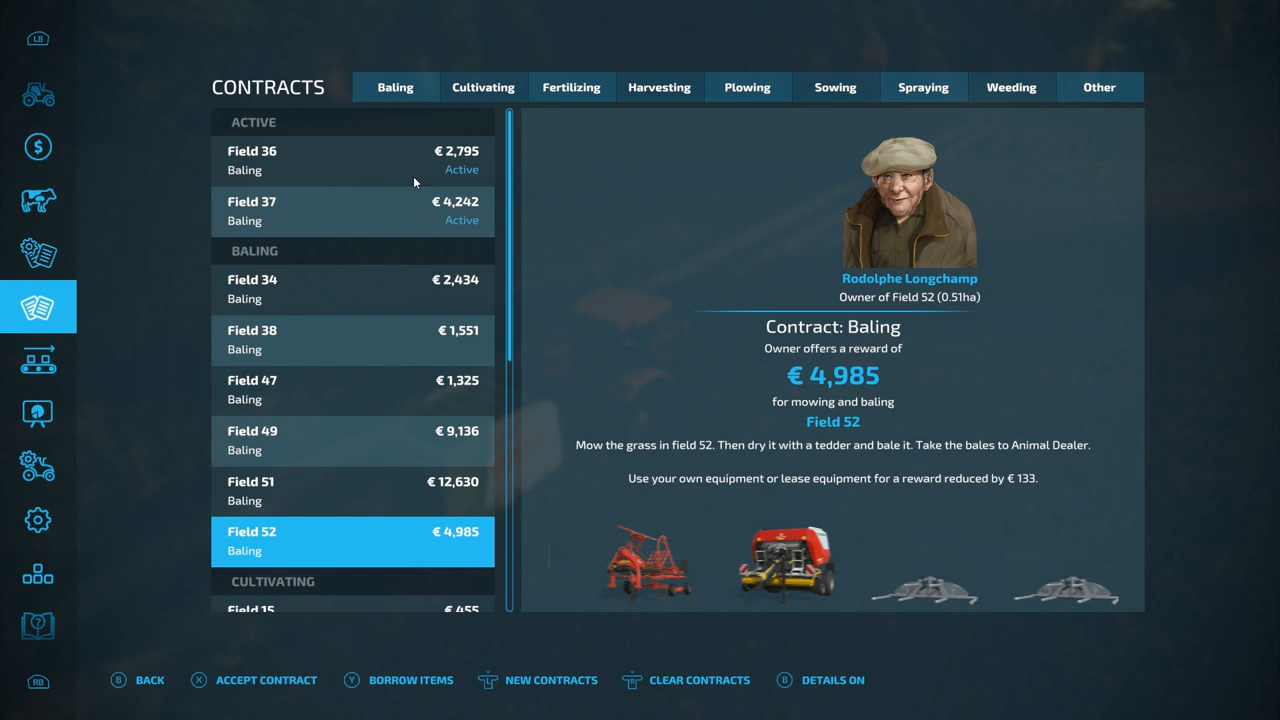 LB
CONTRACTS
Baling
Cultivating
Fertilizing
Harvesting
Plowing
Sowing
Spraying
Weeding
Other
ACTIVE
Field 36 € 2,795
Baling Active
Field 37 € 4,242
Baling Active
BALING
Field 34 € 2,434
Baling
Field 38 € 1,551
Baling
Field 47 € 1,325
Baling
Field 49 € 9,136
Baling
Field 51 € 12,630
Baling
Field 52 € 4,985
Baling
CULTIVATING
Field 15 € 455
Rodolphe Longchamp
Owner of Field 52 (0.51ha)
Contract: Baling
Owner offers a reward of
€ 4,985
for mowing and baling
Field 52
Mow the grass in field 52. Then dry it with a tedder and bale it. Take the bales to Animal Dealer.
Use your own equipment or lease equipment for a reward reduced by € 133.
RB
B BACK
X ACCEPT CONTRACT
Y BORROW ITEMS
L NEW CONTRACTS
R CLEAR CONTRACTS
B DETAILS ON